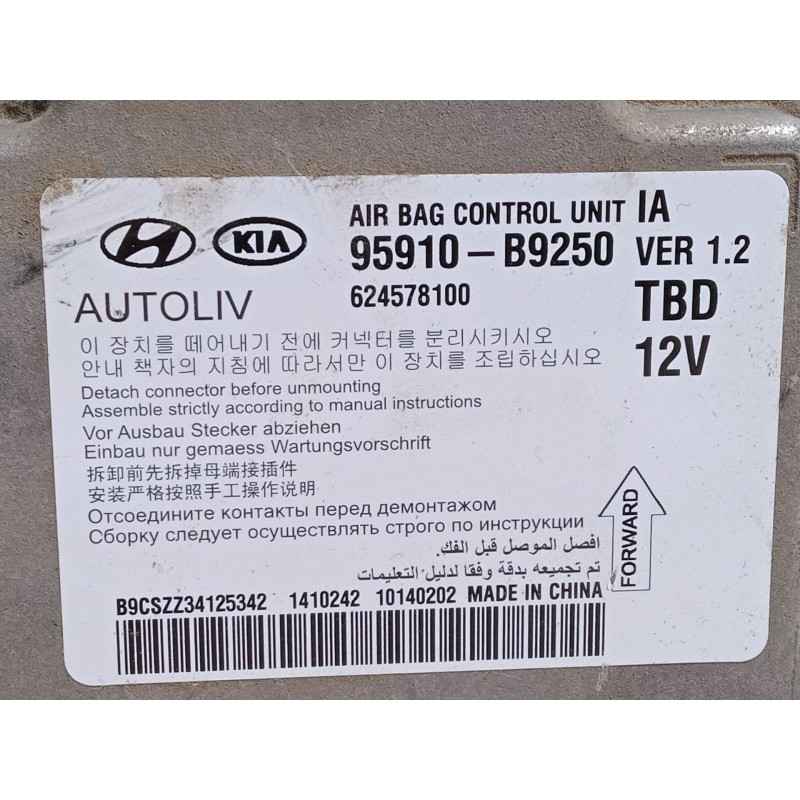 KIA
AIR BAG CONTROL UNIT IA
95910-B9250 VER 1.2
AUTOLIV
624578100
TBD
12V
이 장치를 떼어내기 전에 커넥터를 분리시키시오
안내 책자의 지침에 따라서만 이 장치를 조립하십시오
Detach connector before unmounting
Assemble strictly according to manual instructions
Vor Ausbau Stecker abziehen
Einbau nur gemaess Wartungsvorschrift
拆卸前先拆掉母端接插件
安装严格按照手工操作说明
Отсоедините контакты перед демонтажом
Сборку следует осуществлять строго по инструкции
افصل الموصل قبل الفك.
تم تجميعه بدقة وفقا لدليل التعليمات
FORWARD
B9CSZZ34125342 1410242 10140202 MADE IN CHINA